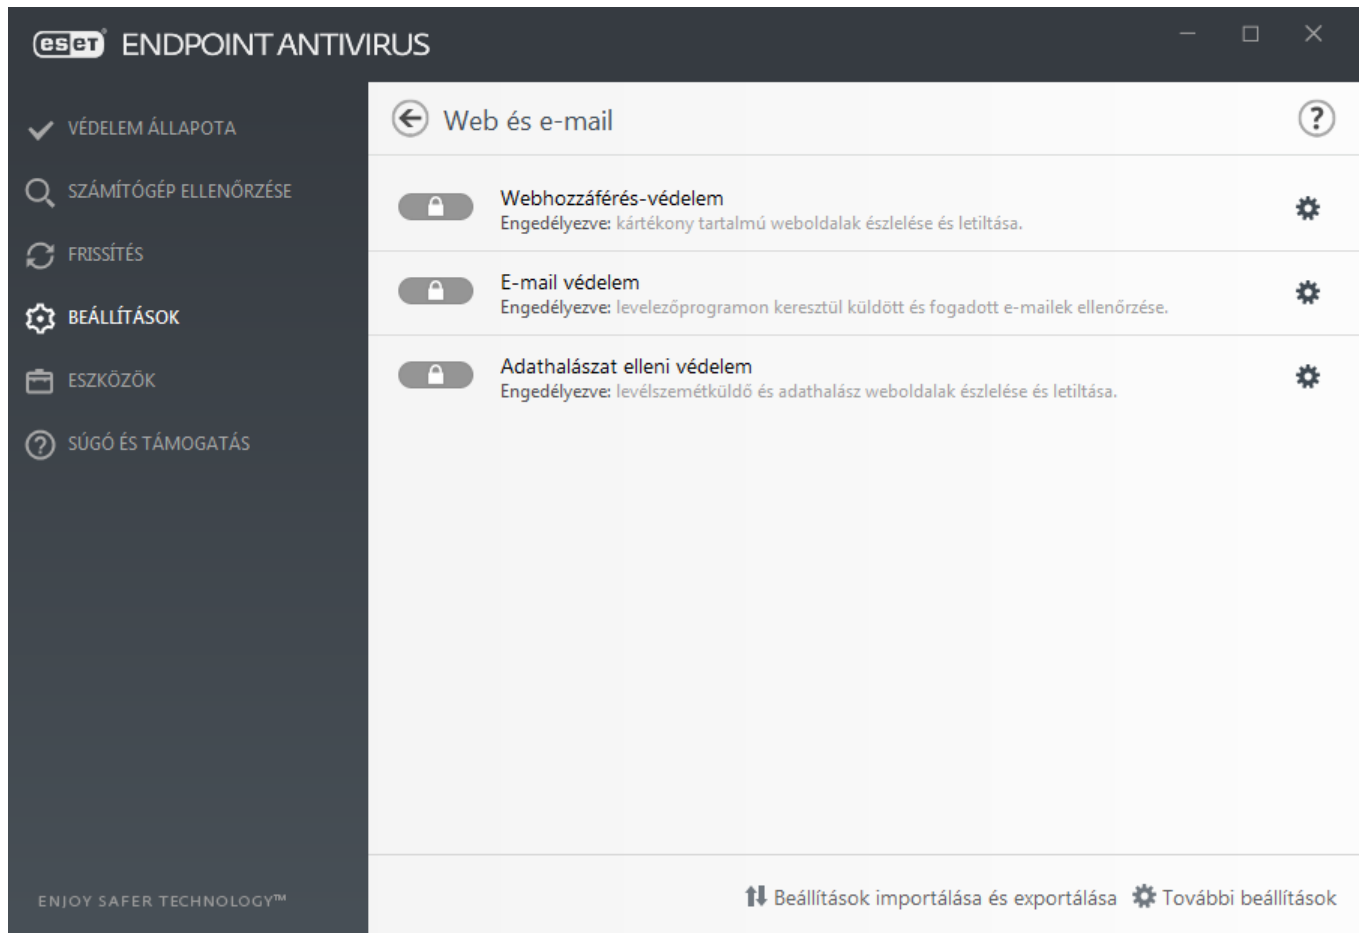 eset ENDPOINT ANTIVIRUS
VÉDELEM ÁLLAPOTA
SZÁMÍTÓGÉP ELLENŐRZÉSE
FRISSÍTÉS
BEÁLLÍTÁSOK
ESZKÖZÖK
SÚGÓ ÉS TÁMOGATÁS
ENJOY SAFER TECHNOLOGY™
Web és e-mail
?
Webhozzáférés-védelem
Engedélyezve: kártékony tartalmú weboldalak észlelése és letiltása.
E-mail védelem
Engedélyezve: levelezőprogramon keresztül küldött és fogadott e-mailek ellenőrzése.
Adathalászat elleni védelem
Engedélyezve: levélszemétküldő és adathalász weboldalak észlelése és letiltása.
Beállítások importálása és exportálása További beállítások